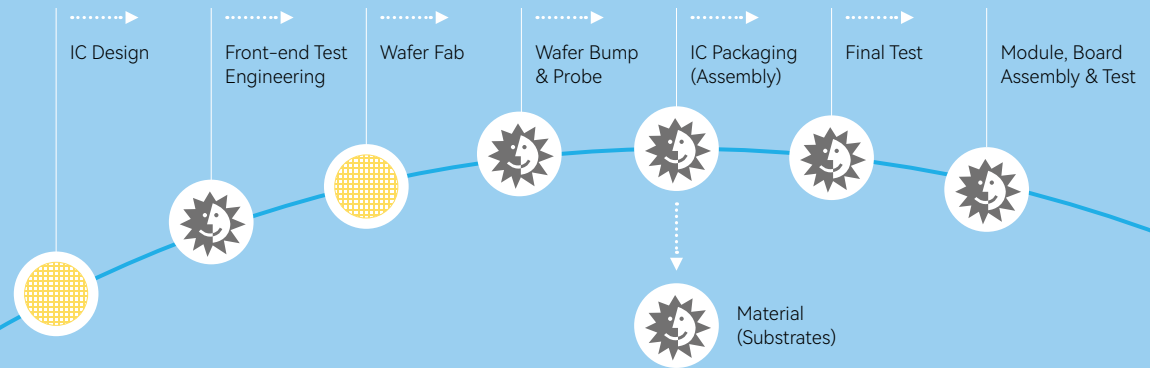 IC Design
Front-end Test
Engineering
Wafer Fab
Wafer Bump
& Probe
IC Packaging
(Assembly)
Final Test
Module, Board
Assembly & Test
Material
(Substrates)